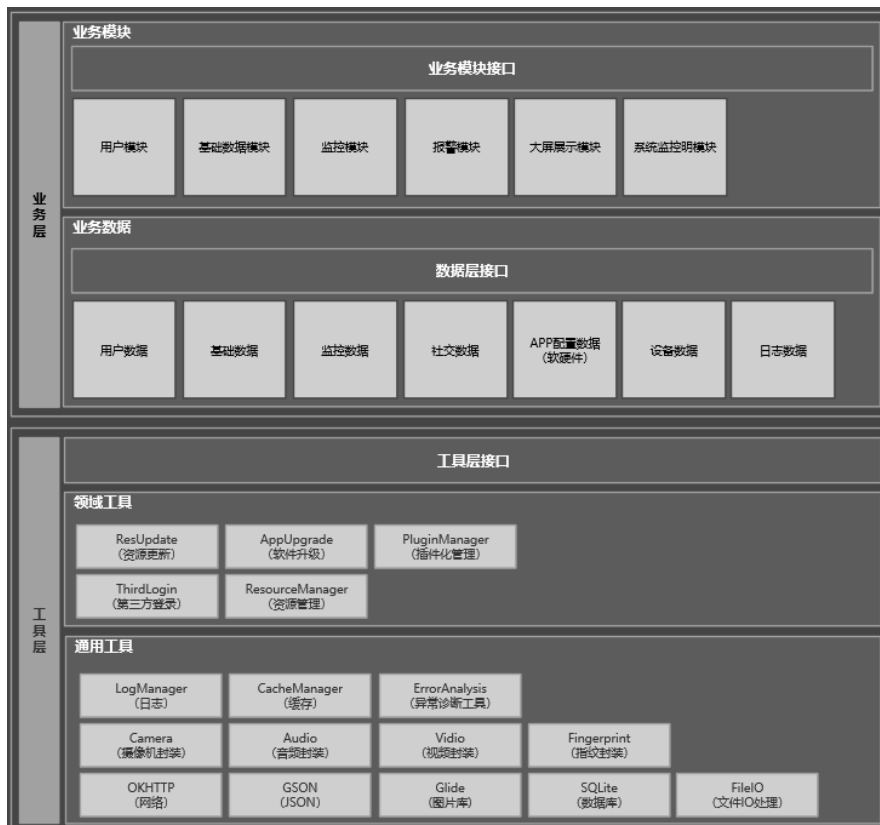 业务层
业务模块
业务模块接口
用户模块
基础数据模块
监控模块
报警模块
大屏展示模块
系统监控明模块
业务数据
数据层接口
用户数据
基础数据
监控数据
社交数据
APP配置数据
（软硬件）
设备数据
日志数据
工具层
工具层接口
领域工具
ResUpdate
（资源更新）
AppUpgrade
（软件升级）
PluginManager
（插件化管理）
ThirdLogin
（第三方登录）
ResourceManager
（资源管理）
通用工具
LogManager
（日志）
CacheManager
（缓存）
ErrorAnalysis
（异常诊断工具）
Camera
（摄像机封装）
Audio
（音频封装）
Vidio
（视频封装）
Fingerprint
（指纹封装）
OKHTTP
（网络）
GSON
（JSON）
Glide
（图片库）
SQLite
（数据库）
FileIO
（文件IO处理）